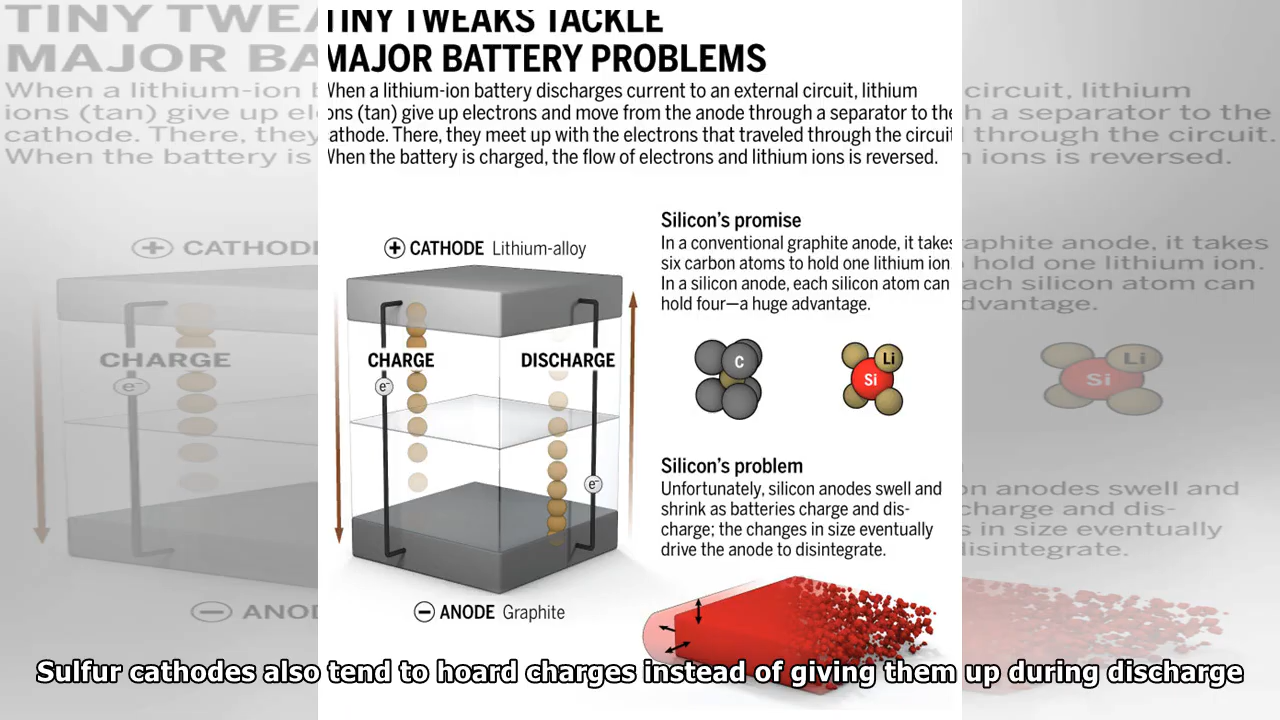 TINY TWEAKS TACKLE
MAJOR BATTERY PROBLEMS
When a lithium-ion battery discharges current to an external circuit, lithium
ions (tan) give up electrons and move from the anode through a separator to the
cathode. There, they meet up with the electrons that traveled through the circuit.
When the battery is charged, the flow of electrons and lithium ions is reversed.
+ CATHODE Lithium-alloy
CHARGE
DISCHARGE
e⁻
e⁻
− ANODE Graphite
Silicon's promise
In a conventional graphite anode, it takes
six carbon atoms to hold one lithium ion.
In a silicon anode, each silicon atom can
hold four—a huge advantage.
C
Li
Si
Silicon's problem
Unfortunately, silicon anodes swell and
shrink as batteries charge and dis-
charge; the changes in size eventually
drive the anode to disintegrate.
Sulfur cathodes also tend to hoard charges instead of giving them up during discharge